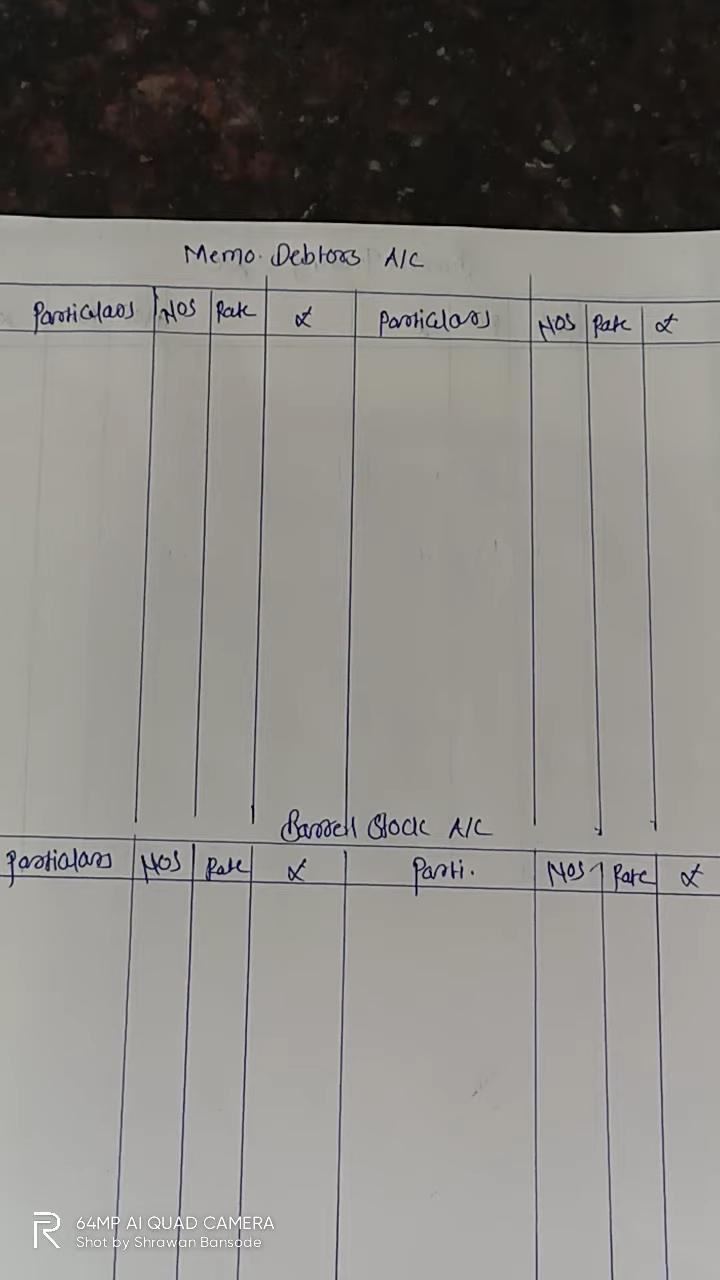 Memo. Debtors A/C
Particulars NOS Rate £ Particulars NOS Rate £
Barrel Stock A/C
Particulars NOS Rate £ Parti. NOS Rate £
64MP AI QUAD CAMERA
Shot by Shrawan Bansode